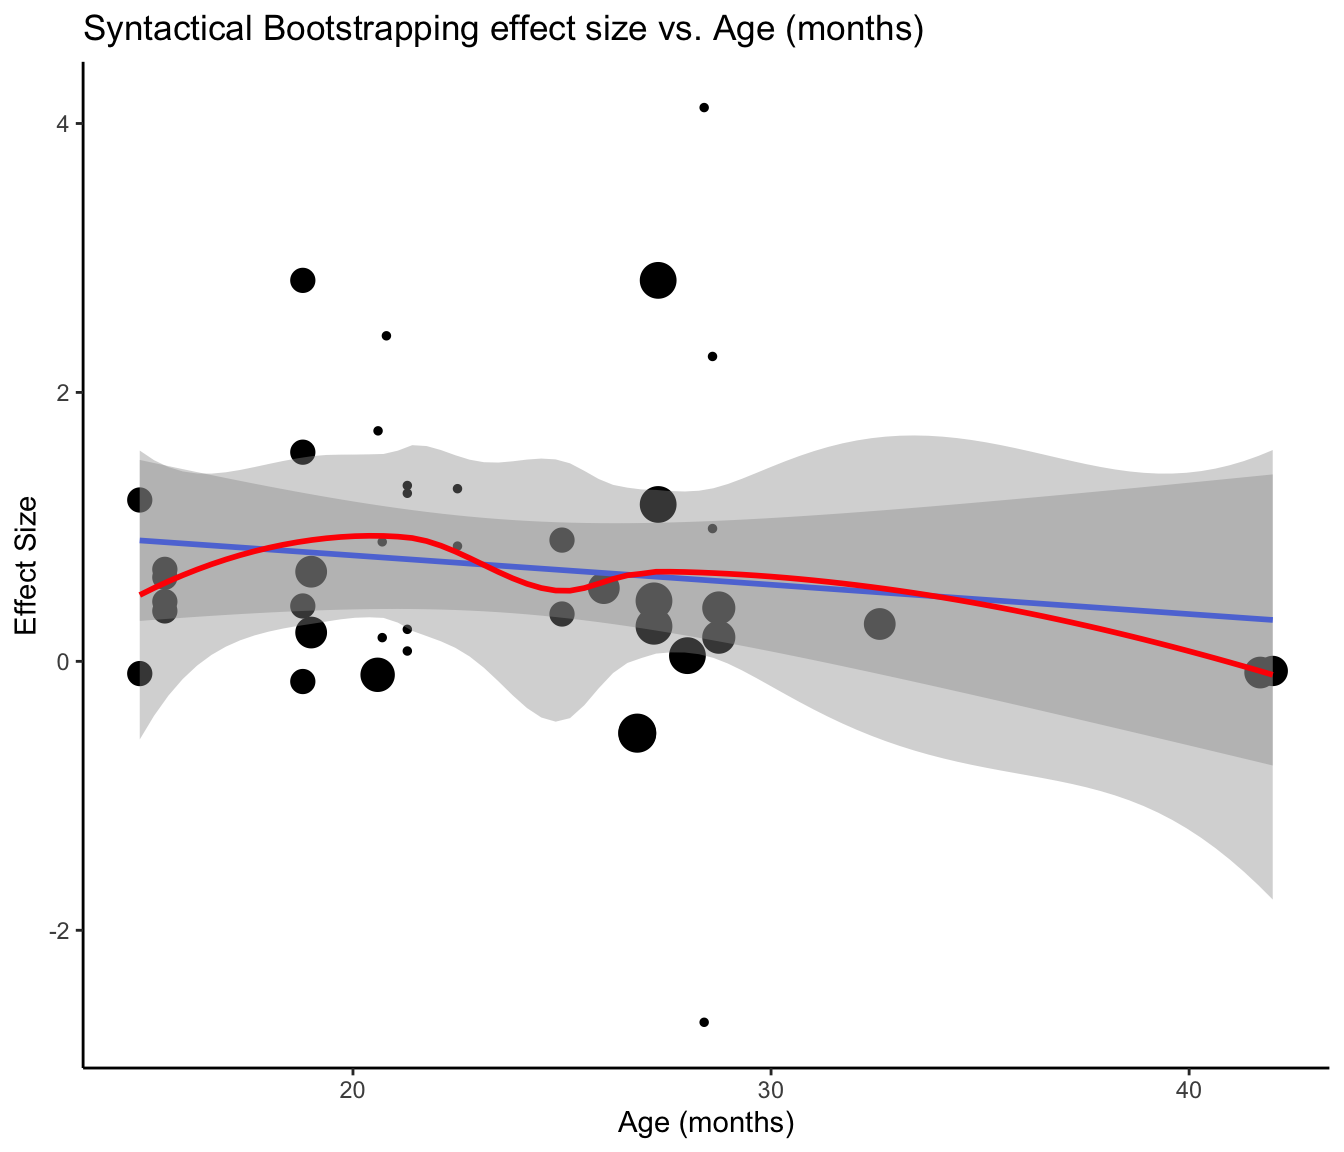 Syntactical Bootstrapping effect size vs. Age (months)
4
2
0
-2
Effect Size
20 30 40
Age (months)